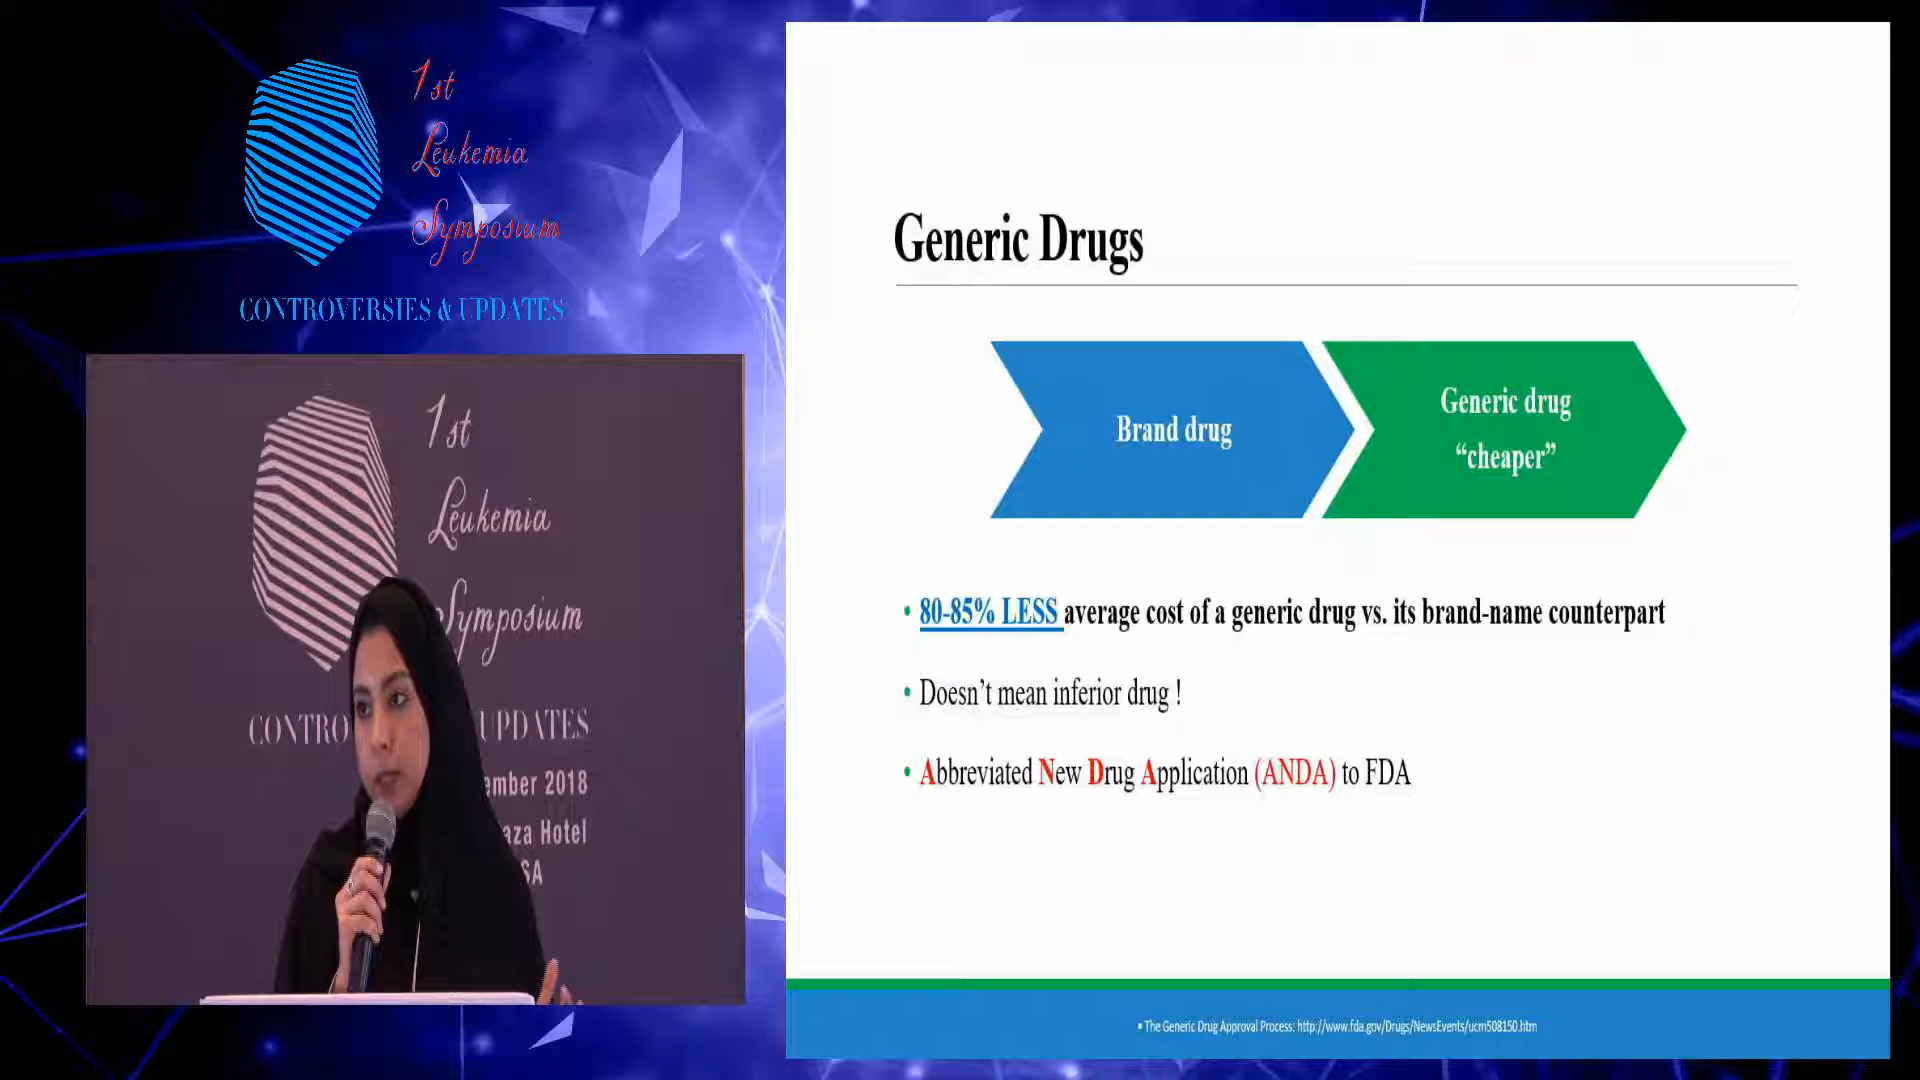 1st
Leukemia
Symposium
CONTROVERSIES & UPDATES
1st
Leukemia
Symposium
CONTRO UPDATES
ember 2018
aza Hotel
SA
Generic Drugs
Brand drug
Generic drug
“cheaper”
• 80-85% LESS average cost of a generic drug vs. its brand-name counterpart
• Doesn’t mean inferior drug !
• Abbreviated New Drug Application (ANDA) to FDA
▪ The Generic Drug Approval Process: http://www.fda.gov/Drugs/NewsEvents/ucm508150.htm